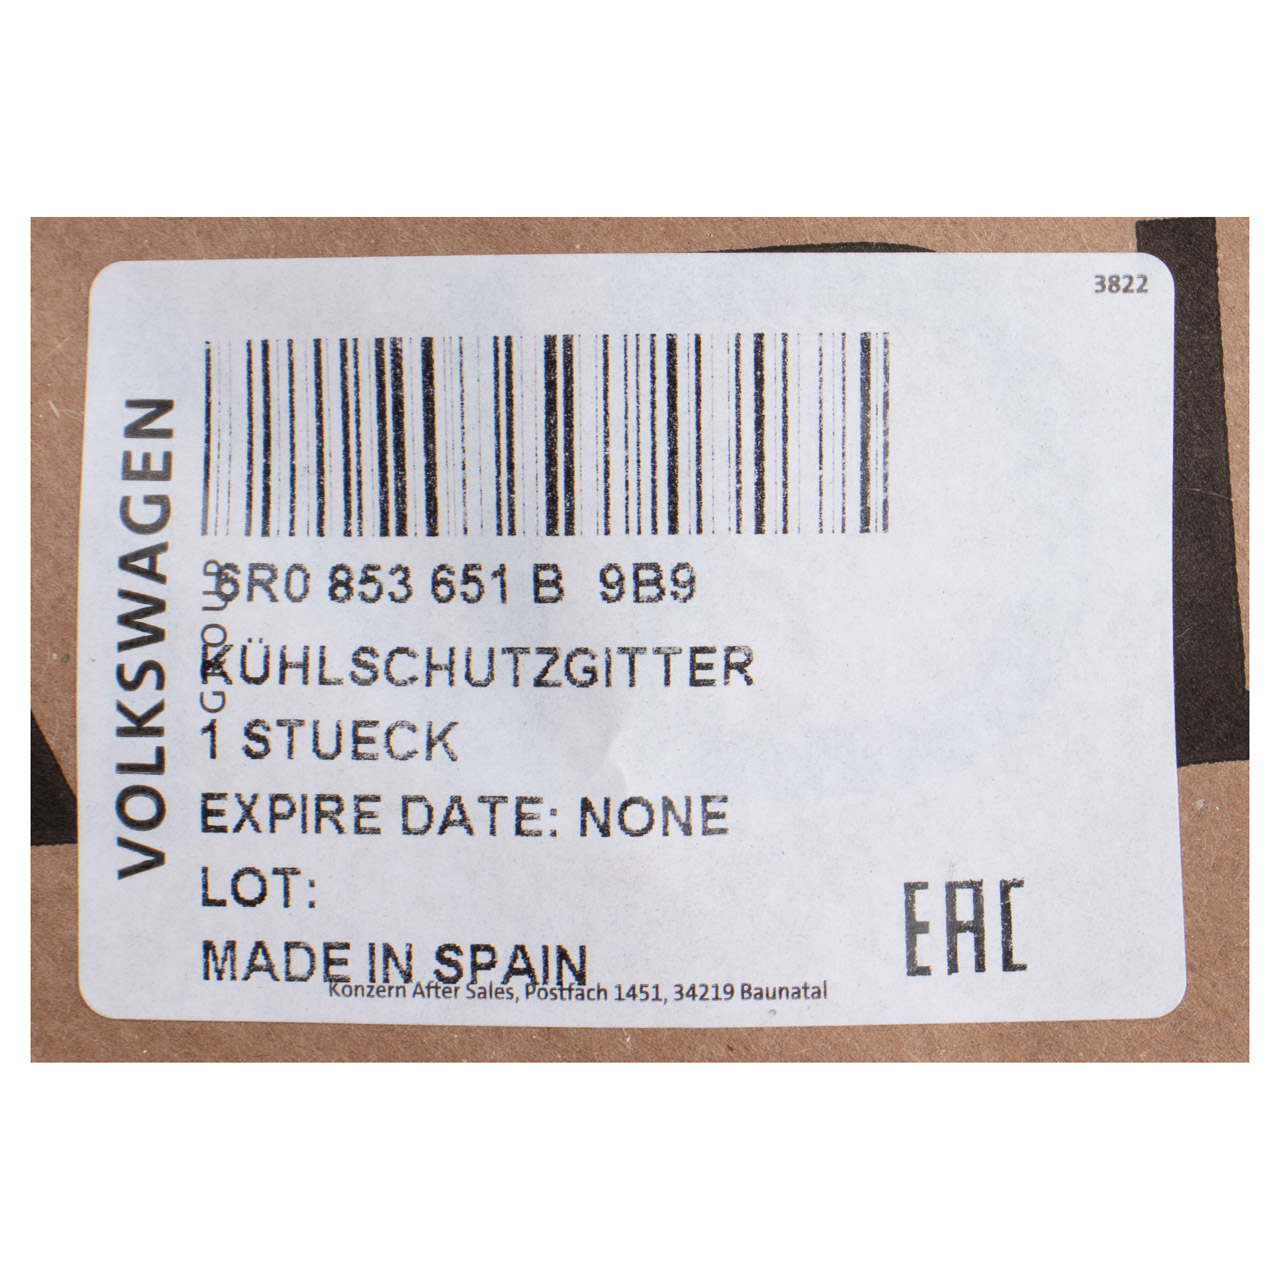 3822
VOLKSWAGEN
GROUP
6R0 853 651 B 9B9
KÜHLSCHUTZGITTER
1 STUECK
EXPIRE DATE: NONE
LOT:
MADE IN SPAIN
EAC
Konzern After Sales, Postfach 1451, 34219 Baunatal